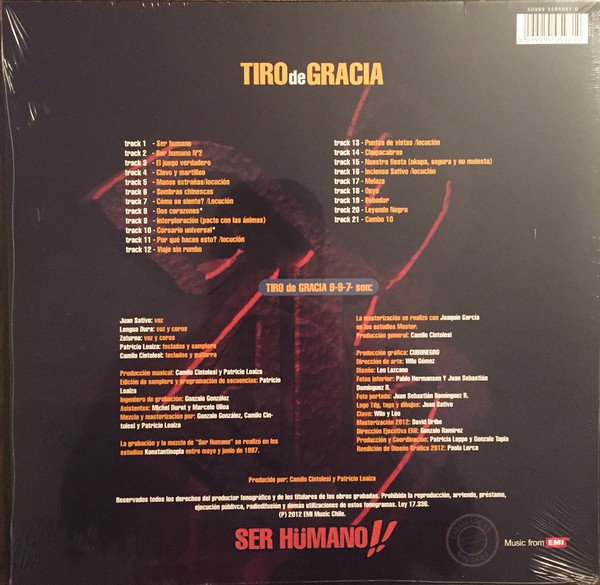 TIRO de GRACIA
track 1 - Ser humano
track 2 - Ser humano Nº2
track 3 - El juego verdadero
track 4 - Clavo y martilleo
track 5 - Manos extrañas/locución
track 6 - Sombras chinescas
track 7 - Cómo se siente? /Locución
track 8 - Dos corazones*
track 9 - Interploración (pacto con las ánimas)
track 10 - Corsario universal*
track 11 - Por qué haces esto? /locución
track 12 - Viaje sin rumbo
track 13 - Puntos de vistas /locución
track 14 - Chupacabras
track 15 - Nuestra fiesta (okupa, segura y no molesta)
track 16 - Incienso Sativo /locución
track 17 - Melaza
track 18 - Opyo
track 19 - Bebedor
track 20 - Leyenda Negra
track 21 - Combo 10
TIRO de GRACIA 9-9-7- son:
Juan Sativo: voz
Lengua Dura: voz y coros
Zaturno: voz y coros
Patricio Loaiza: teclados y samplers
Camilo Cintolesi: teclados y guitarra
Producción musical: Camilo Cintolesi y Patricio Loaiza
Edición de samplers y programación de secuencias: Patricio
Loaiza
Ingeniero de grabación: Gonzalo González
Asistentes: Michel Duret y Marcelo Ulloa
Mezcla y masterización por: Gonzalo González, Camilo Cin-
tolesi y Patricio Loaiza
La grabación y la mezcla de "Ser Humano" se realizó en los
estudios Konstantinopla entre mayo y junio de 1997.
La masterización se realizó con Joaquín García
en los estudios Master.
Producción general: Camilo Cintolesi
Producción gráfica: CUBONEGRO
Dirección de arte: Wilo Gómez
Diseño: Leo Lazcano
Fotos interior: Pablo Hermansen Y Juan Sebastián
Domínguez R.
Foto portada: Juan Sebastián Domínguez R.
Logo Tdg, tags y dibujos: Juan Sativo
Clavo: Wilo y Leo
Masterización 2012: David Uribe
Dirección Ejecutiva EMI: Gonzalo Ramírez
Producción y Coordinación: Patricia Leppe y Gonzalo Tapia
Rendición de Diseño Gráfico 2012: Paola Lorca
Producido por: Camilo Cintolesi y Patricio Loaiza
Reservados todos los derechos del productor fonográfico y de los titulares de las obras grabadas. Prohibida la reproducción, arriendo, préstamo,
ejecución públivca, radiodifusión y demás utilizaciones de estos fonogramas. Ley 17.336.
(P) 2012 EMI Music Chile.
SER HÜMANO!!
Music from EMI